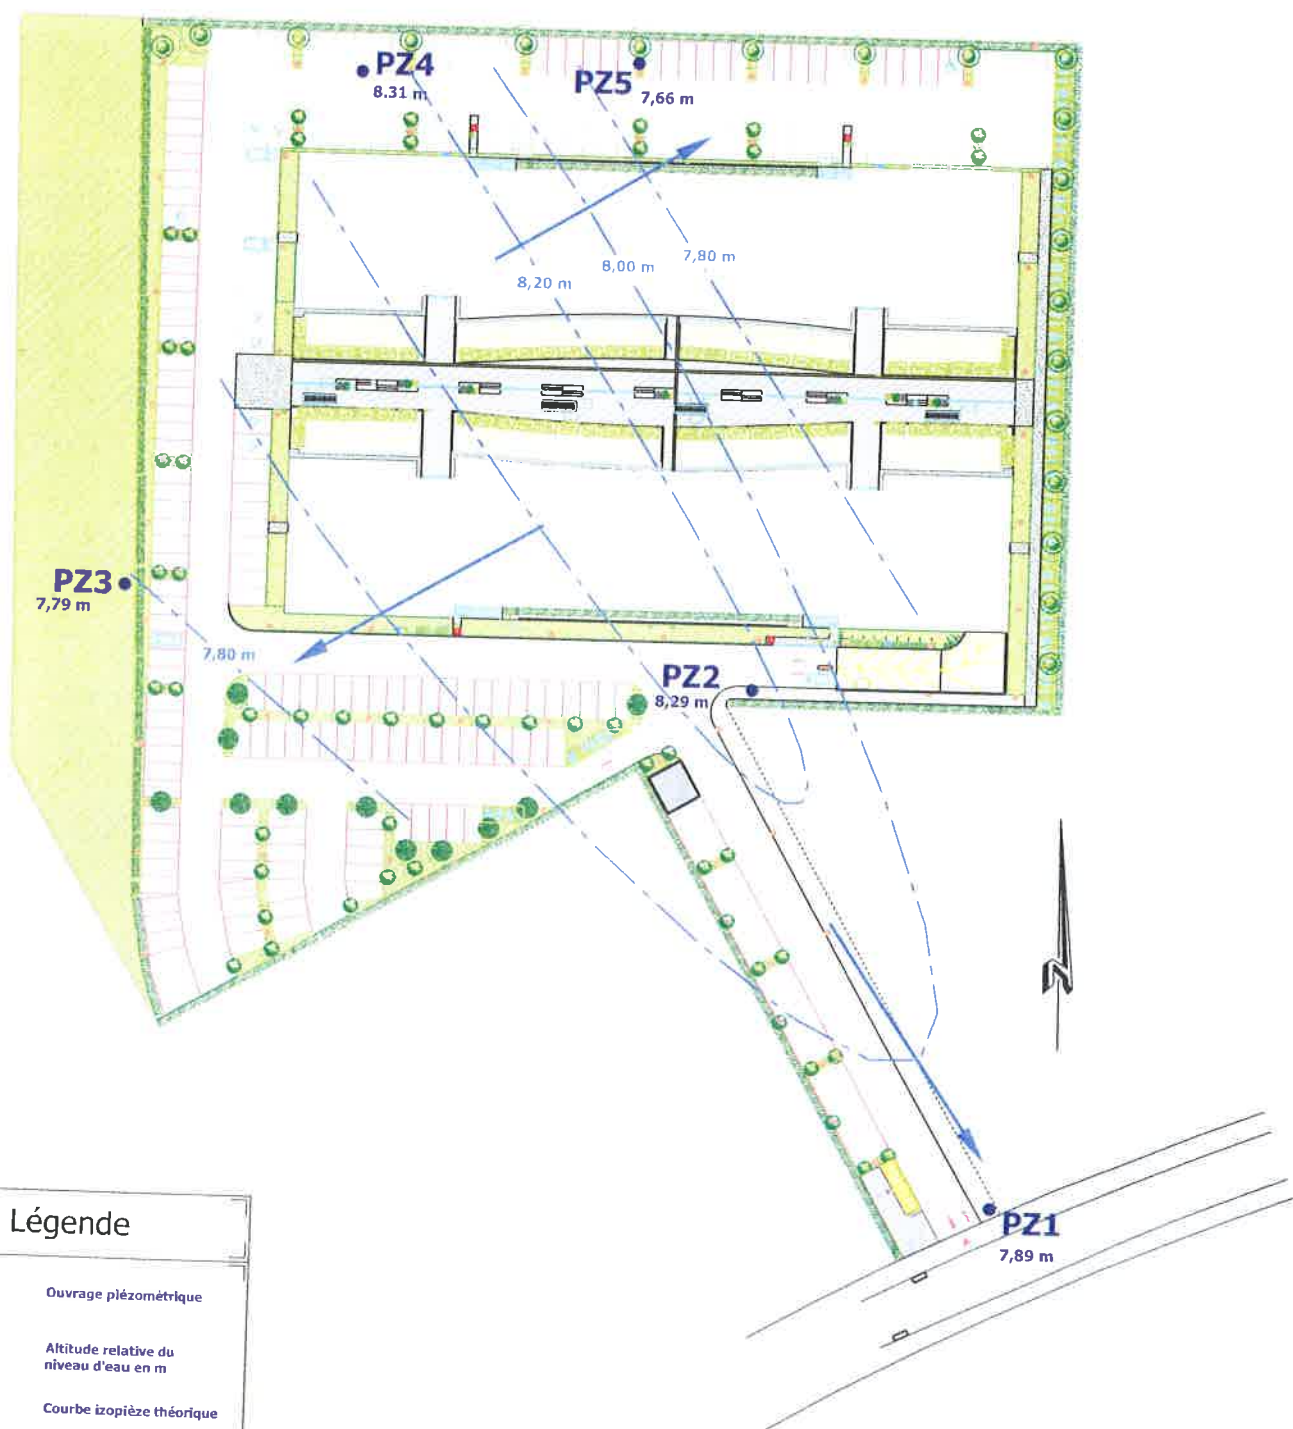 PZ4
8.31 m
PZ5
7,66 m
8,20 m
8,00 m
7,80 m
PZ3
7,79 m
7,80 m
PZ2
8,29 m
N
PZ1
7,89 m
Légende
Ouvrage piézométrique
Altitude relative du
niveau d'eau en m
Courbe izopièze théorique